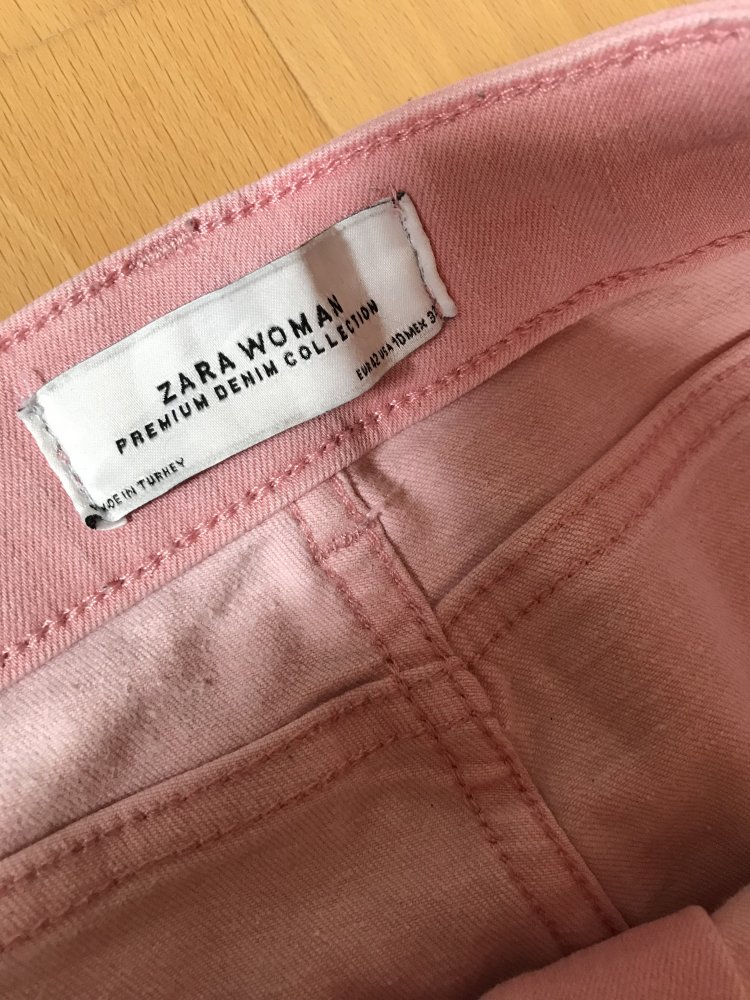 ZARA WOMAN
PREMIUM DENIM COLLECTION
EUR 42 USA 10 MEX
IN TURKEY